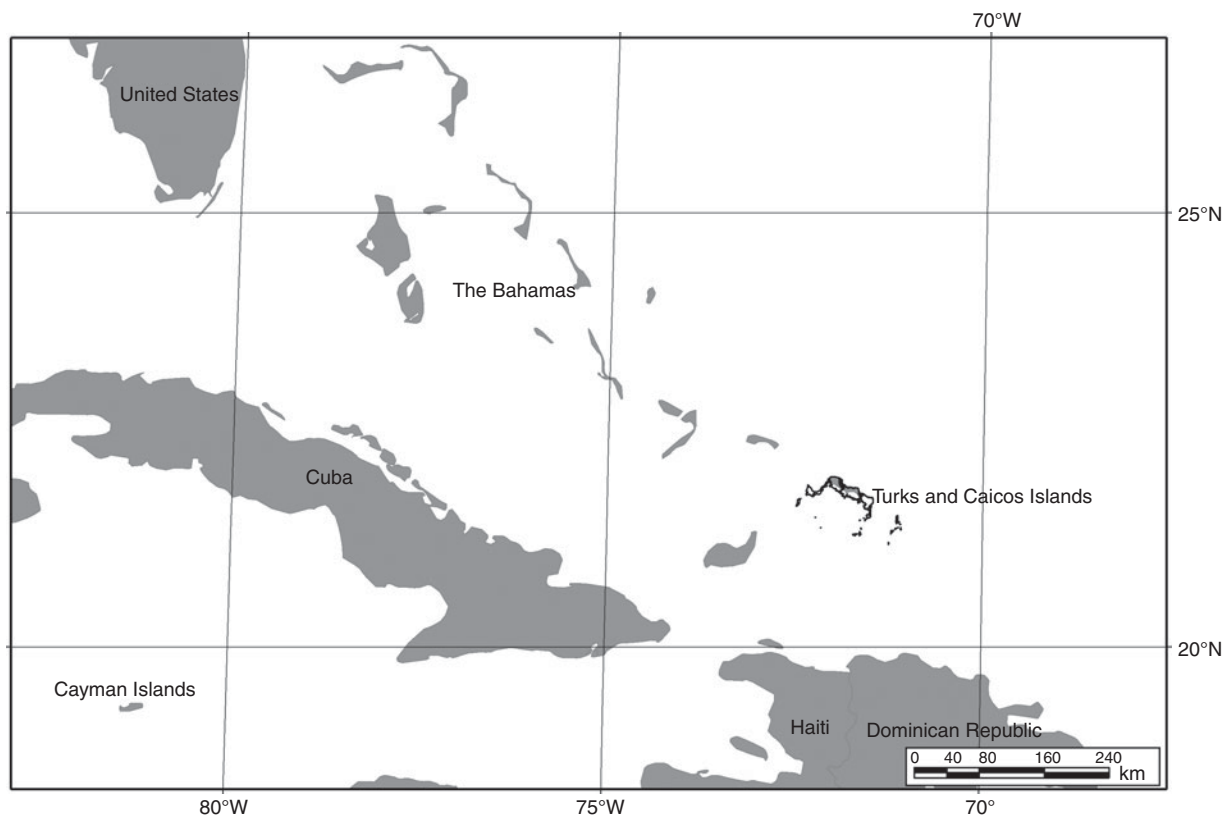 70°W
United States
25°N
The Bahamas
Cuba
Turks and Caicos Islands
20°N
Cayman Islands
Haiti
Dominican Republic
0 40 80 160 240
km
80°W 75°W 70°